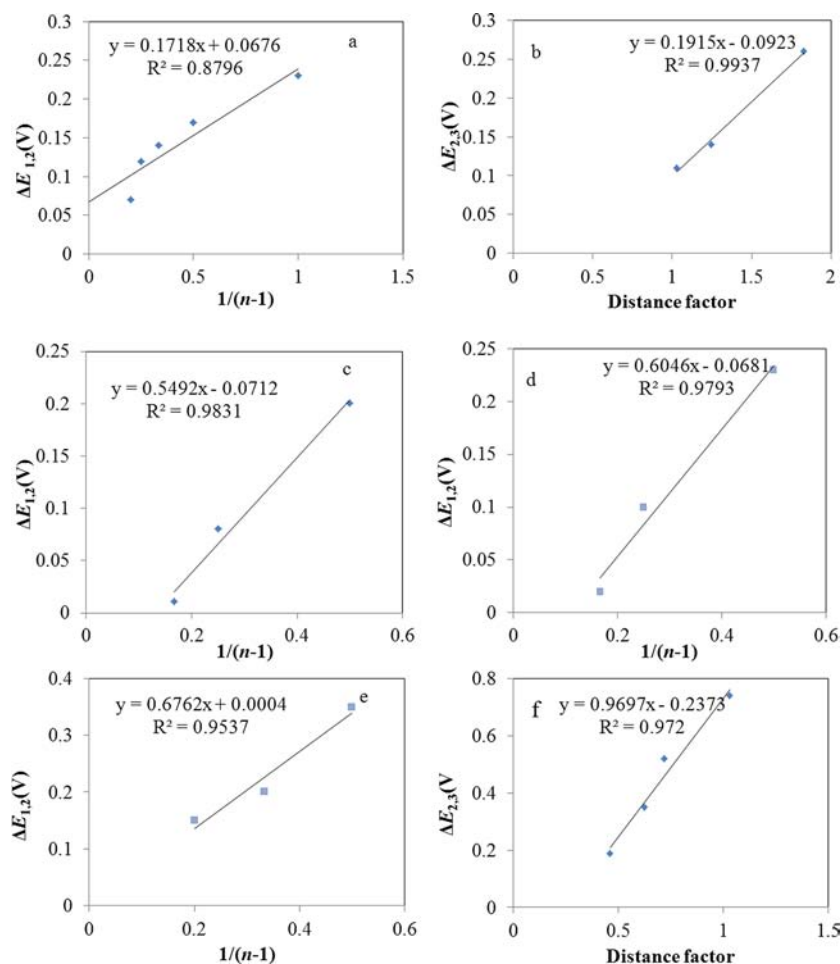 y = 0.1718x + 0.0676
R² = 0.8796
a
0.3
0.25
0.2
0.15
0.1
0.05
0
0 0.5 1 1.5
ΔE 1,2(V)
1/(n-1)
y = 0.1915x - 0.0923
R² = 0.9937
b
0.3
0.25
0.2
0.15
0.1
0.05
0
0 0.5 1 1.5 2
ΔE2,3(V)
Distance factor
y = 0.5492x - 0.0712
R² = 0.9831
c
0.25
0.2
0.15
0.1
0.05
0
0 0.2 0.4 0.6
ΔE1,2(V)
1/(n-1)
y = 0.6046x - 0.0681
R² = 0.9793
d
0.25
0.2
0.15
0.1
0.05
0
0 0.2 0.4 0.6
ΔE1,2(V)
1/(n-1)
y = 0.6762x + 0.0004
R² = 0.9537
e
0.4
0.3
0.2
0.1
0
0 0.2 0.4 0.6
ΔE1,2(V)
1/(n-1)
y = 0.9697x - 0.2373
R² = 0.972
f
0.8
0.6
0.4
0.2
0
0 0.5 1 1.5
ΔE2,3(V
Distance factor